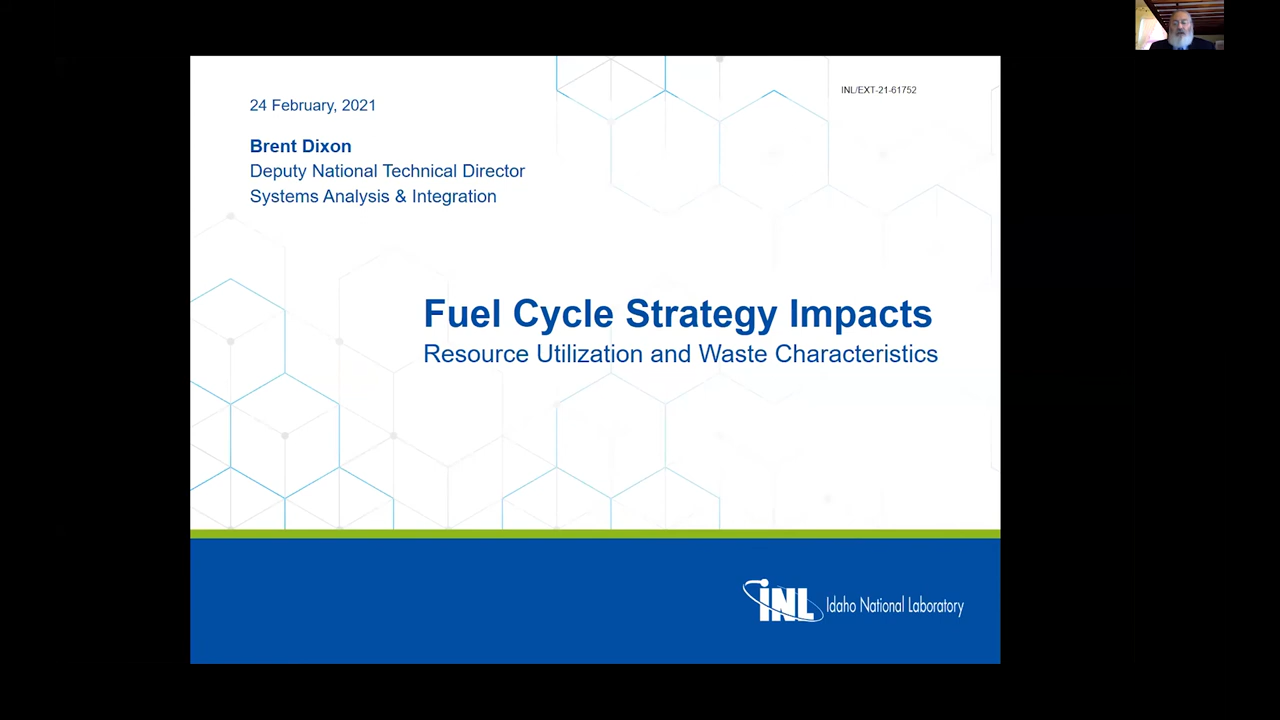 24 February, 2021
INL/EXT-21-61752
Brent Dixon
Deputy National Technical Director
Systems Analysis & Integration
Fuel Cycle Strategy Impacts
Resource Utilization and Waste Characteristics
INL Idaho National Laboratory